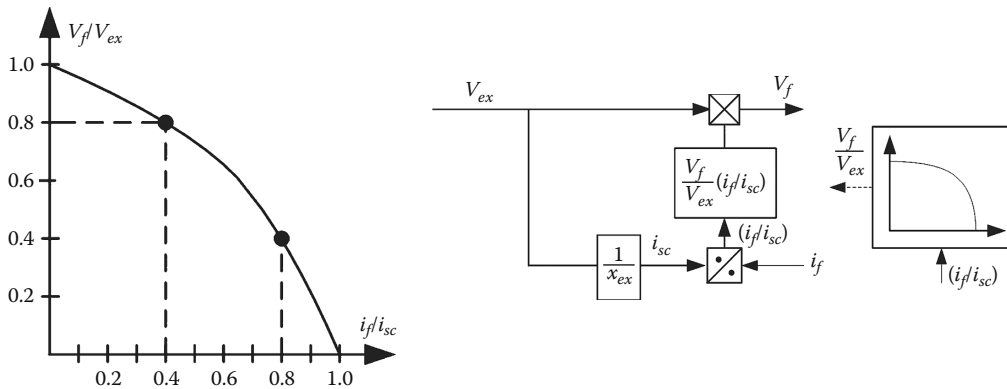 V_f/V_ex
1.0
0.8
0.6
0.4
0.2
i_f/i_sc
0.2 0.4 0.6 0.8 1.0
V_ex
V_f
V_f/V_ex (i_f/i_sc)
(i_f/i_sc)
1/x_ex
i_sc
i_f
V_f/V_ex
(i_f/i_sc)